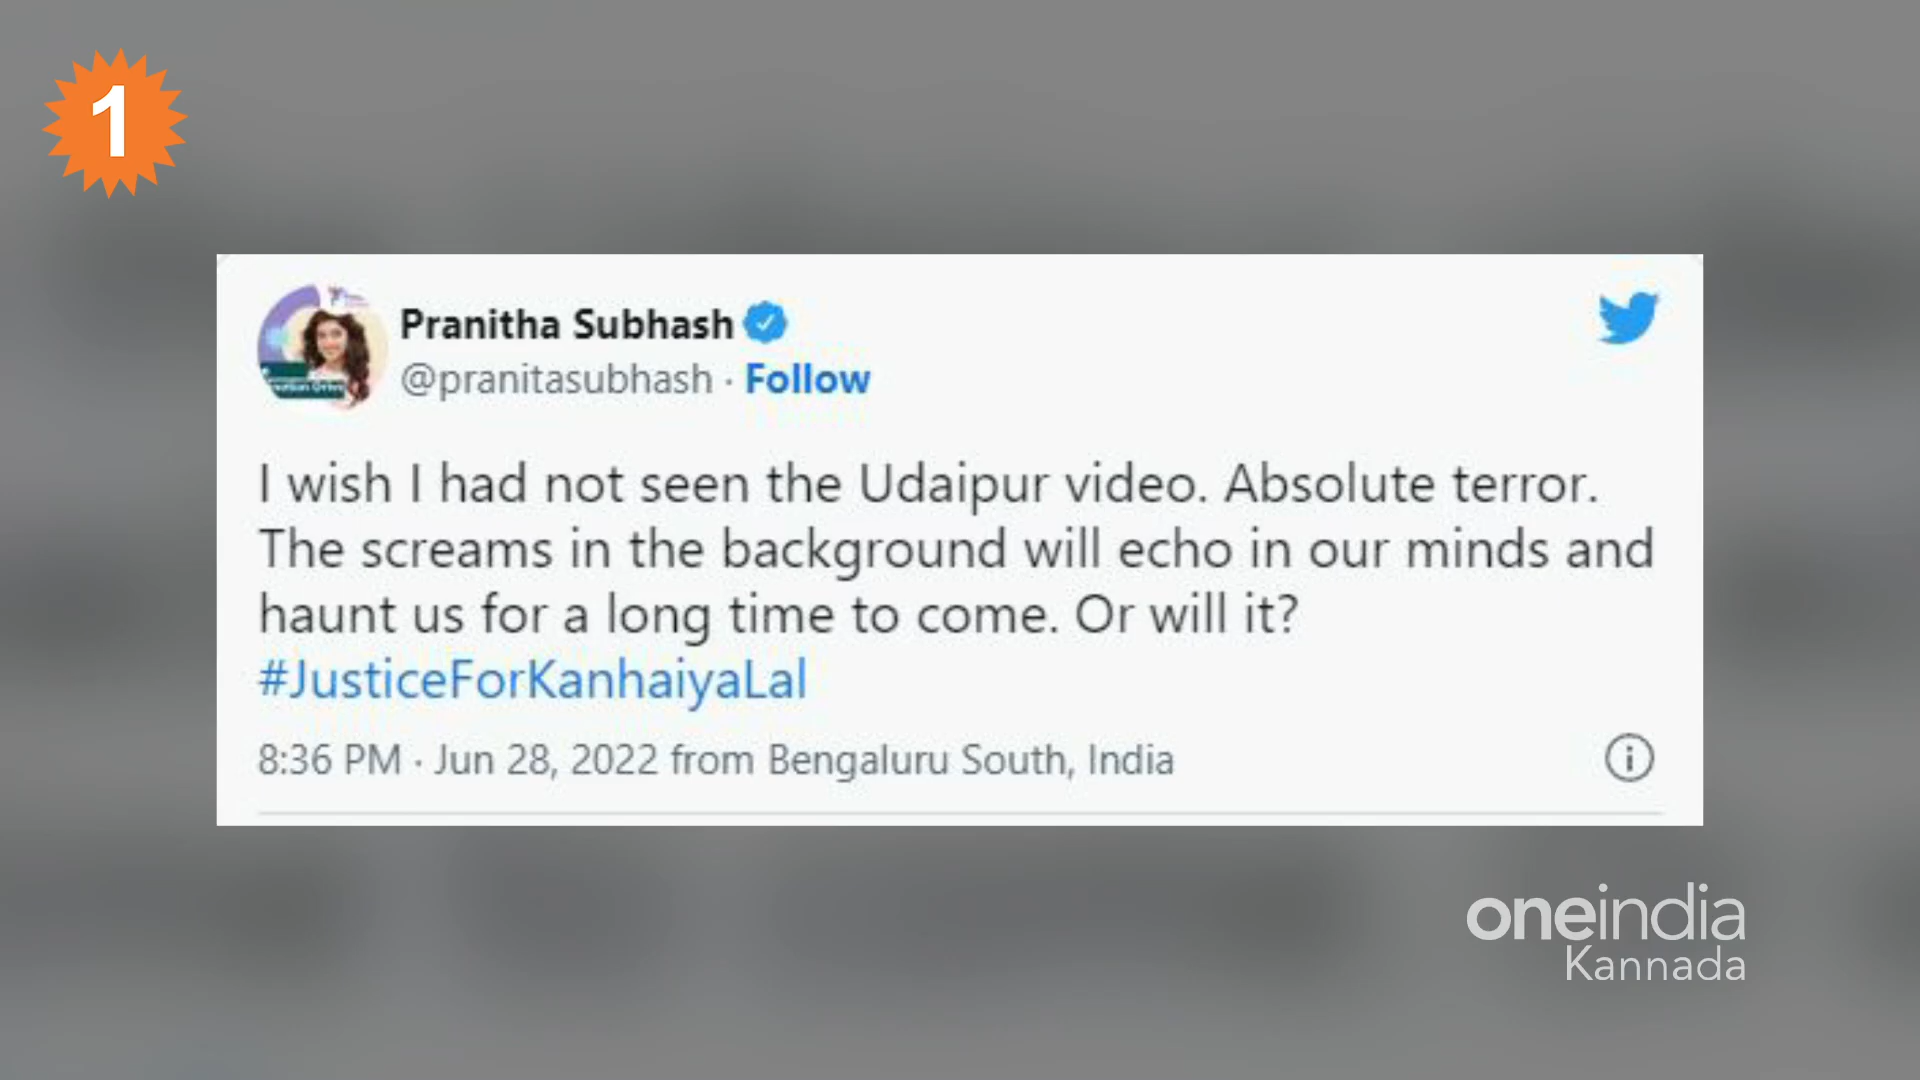 1
Pranitha Subhash
@pranitasubhash · Follow
I wish I had not seen the Udaipur video. Absolute terror.
The screams in the background will echo in our minds and
haunt us for a long time to come. Or will it?
#JusticeForKanhaiyaLal
8:36 PM · Jun 28, 2022 from Bengaluru South, India
oneindia
Kannada